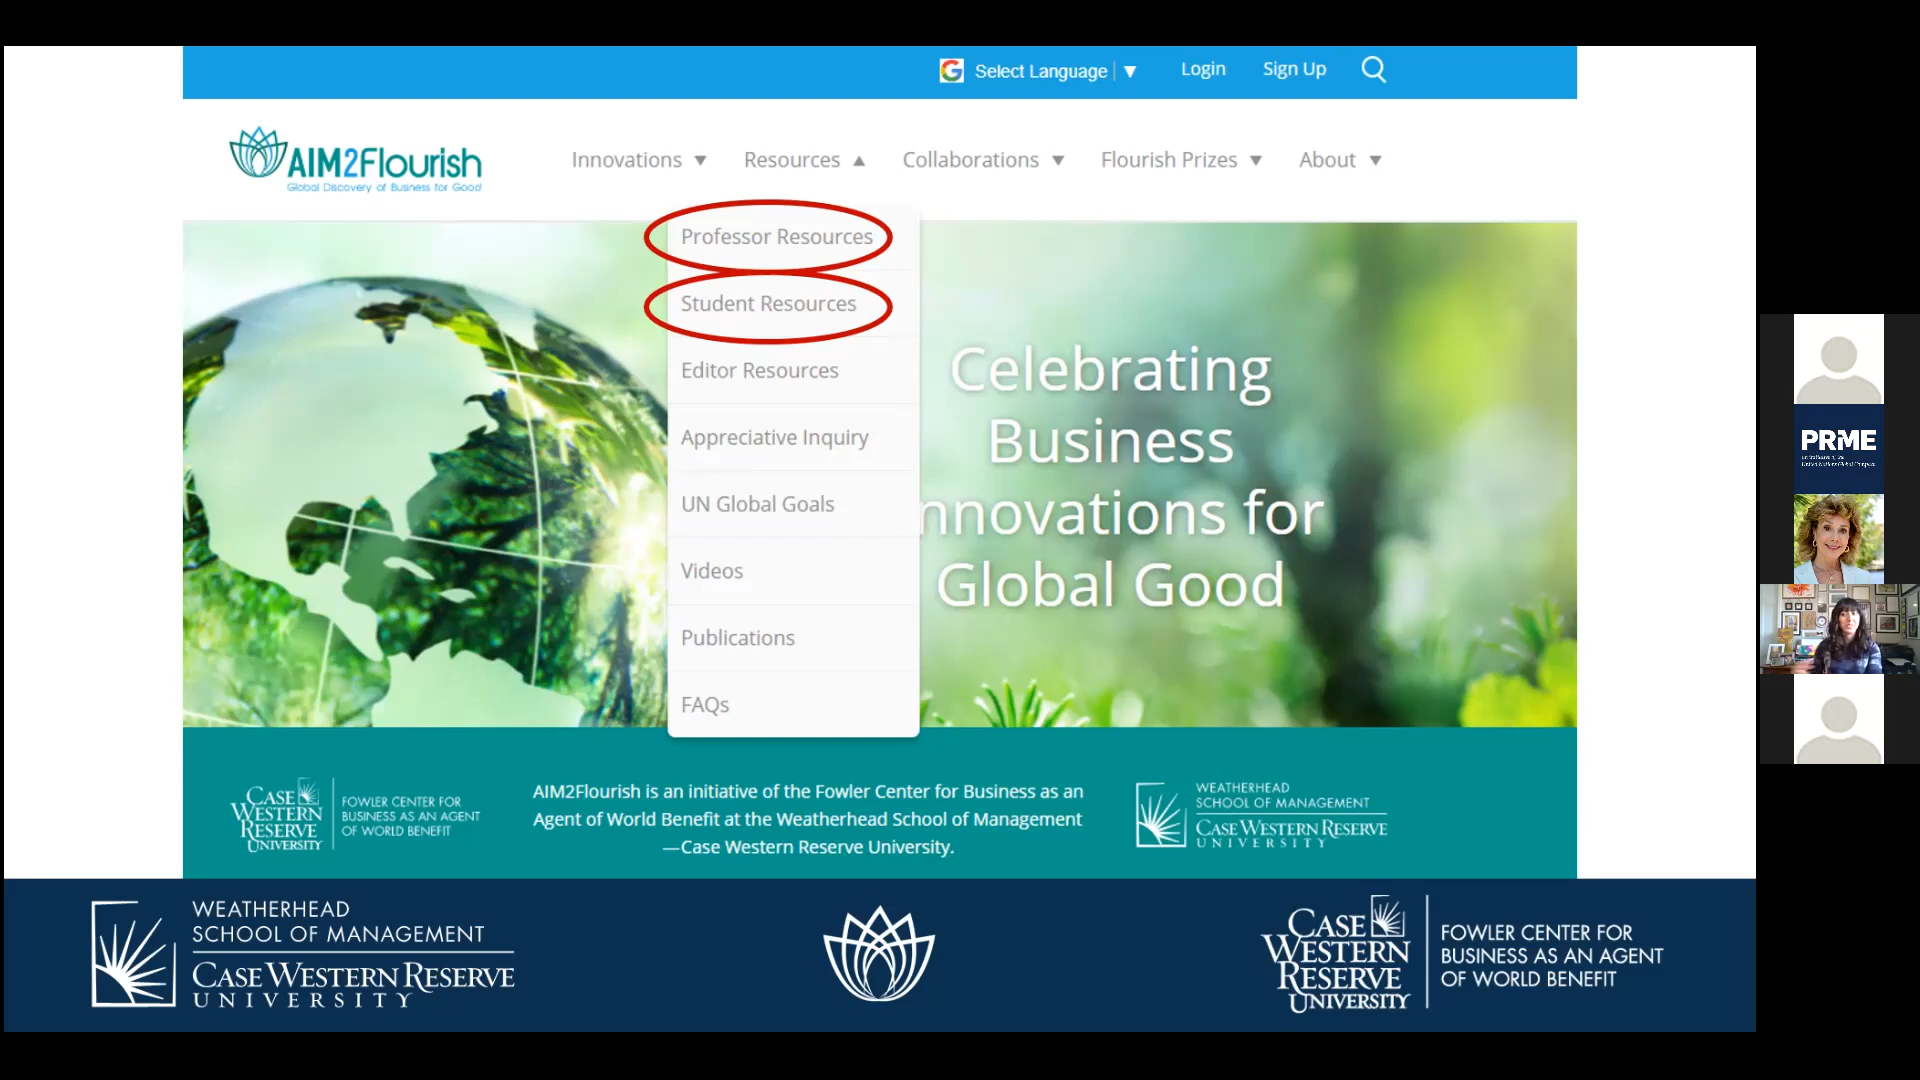 Select Language
Login
Sign Up
AIM2Flourish
Global Discovery of Business for Good
Innovations ▼
Resources ▲
Collaborations ▼
Flourish Prizes ▼
About ▼
Professor Resources
Student Resources
Editor Resources
Appreciative Inquiry
UN Global Goals
Videos
Publications
FAQs
Celebrating
Business
nnovations for
Global Good
PRME
CASE
WESTERN
RESERVE
UNIVERSITY
FOWLER CENTER FOR
BUSINESS AS AN AGENT
OF WORLD BENEFIT
AIM2Flourish is an initiative of the Fowler Center for Business as an
Agent of World Benefit at the Weatherhead School of Management
—Case Western Reserve University.
WEATHERHEAD
SCHOOL OF MANAGEMENT
CASE WESTERN RESERVE
UNIVERSITY
WEATHERHEAD
SCHOOL OF MANAGEMENT
CASE WESTERN RESERVE
UNIVERSITY
CASE
WESTERN
RESERVE
UNIVERSITY
FOWLER CENTER FOR
BUSINESS AS AN AGENT
OF WORLD BENEFIT